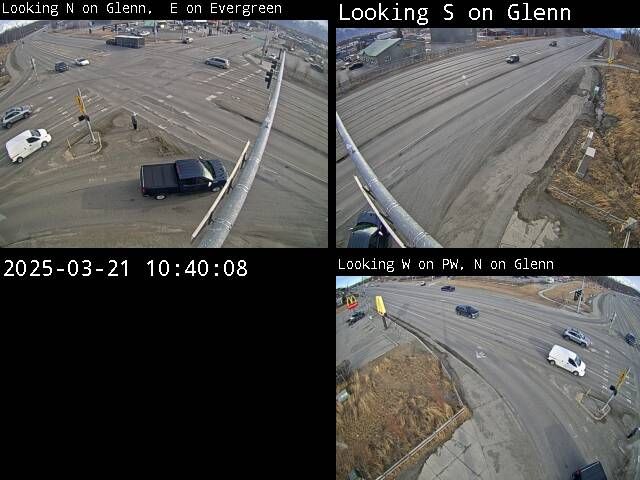 Looking N on Glenn,  E on Evergreen
Looking S on Glenn
2025-03-21 10:40:08
Looking W on PW, N on Glenn